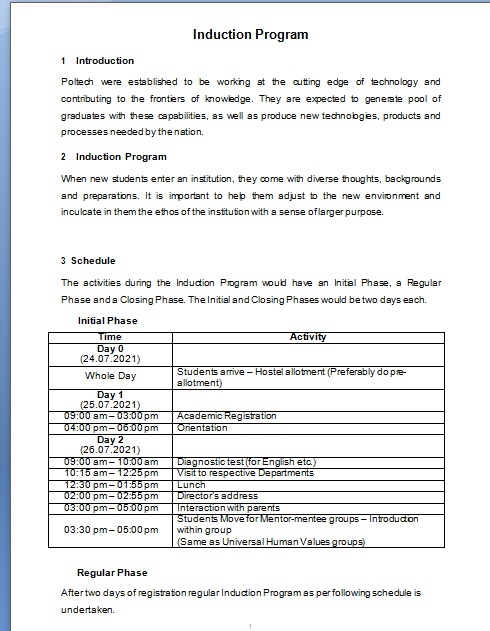 Induction Program
1 Introduction
Poltech were established to be working at the cutting edge of technology and
contributing to the frontiers of knowledge. They are expected to generate pool of
graduates with these capabilities, as well as produce new technologies, products and
processes needed by the nation.
2 Induction Program
When new students enter an institution, they come with diverse thoughts, backgrounds
and preparations. It is important to help them adjust to the new environment and
inculcate in them the ethos of the institution with a sense of larger purpose.
3 Schedule
The activities during the Induction Program would have an Initial Phase, a Regular
Phase and a Closing Phase. The Initial and Closing Phases would be two days each.
Initial Phase
Time Activity
Day 0
(24.07.2021)
Whole Day Students arrive – Hostel allotment (Preferably do pre-
allotment)
Day 1
(25.07.2021)
09:00 am – 03:00 pm Academic Registration
04:00 pm – 06:00 pm Orientation
Day 2
(26.07.2021)
09:00 am – 10:00 am Diagnostic test (for English etc.)
10:15 am – 12:25 pm Visit to respective Departments
12:30 pm – 01:55 pm Lunch
02:00 pm – 02:55 pm Director's address
03:00 pm – 05:00 pm Interaction with parents
03:30 pm – 05:00 pm Students Move for Mentor-mentee groups – Introduction
within group
(Same as Universal Human Values groups)
Regular Phase
After two days of registration regular Induction Program as per following schedule is
undertaken.
1